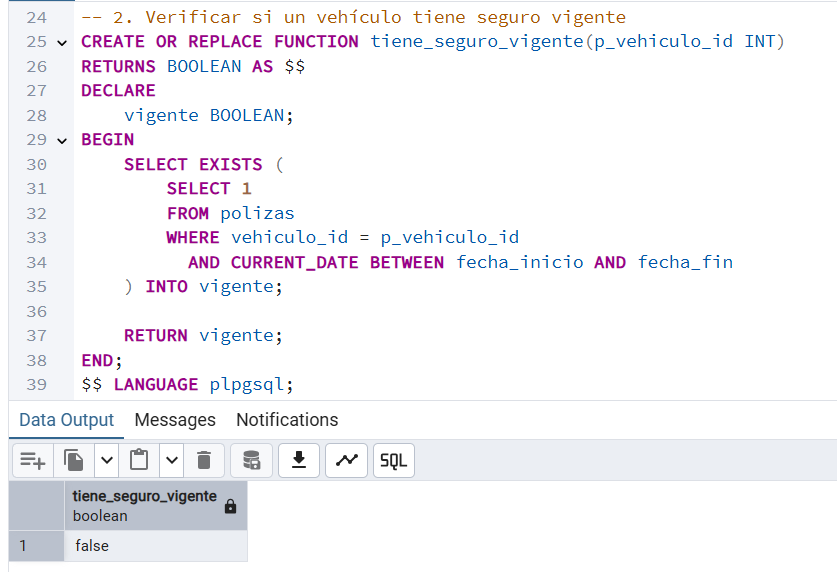 24 -- 2. Verificar si un vehículo tiene seguro vigente
25 CREATE OR REPLACE FUNCTION tiene_seguro_vigente(p_vehiculo_id INT)
26 RETURNS BOOLEAN AS $$
27 DECLARE
28 vigente BOOLEAN;
29 BEGIN
30 SELECT EXISTS (
31 SELECT 1
32 FROM polizas
33 WHERE vehiculo_id = p_vehiculo_id
34 AND CURRENT_DATE BETWEEN fecha_inicio AND fecha_fin
35 ) INTO vigente;
36
37 RETURN vigente;
38 END;
39 $$ LANGUAGE plpgsql;
Data Output Messages Notifications
SQL
tiene_seguro_vigente
boolean
1 false